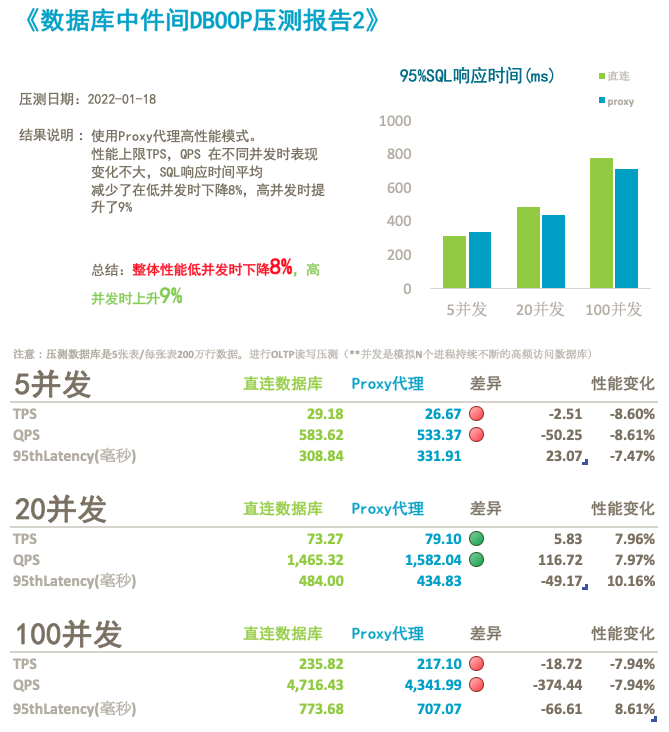 《数据库中件间DBOOP压测报告2》
95%SQL响应时间(ms)
直连
proxy
压测日期：2022-01-18
结果说明： 使用Proxy代理高性能模式。
性能上限TPS，QPS 在不同并发时表现
变化不大，SQL响应时间平均
减少了在低并发时下降8%，高并发时提
升了9%
总结：整体性能低并发时下降8%，高
并发时上升9%
1000
800
600
400
200
0
5并发 20并发 100并发
注意：压测数据库是5张表/每张表200万行数据。进行OLTP读写压测（**并发是模拟N个进程持续不断的高频访问数据库）
5并发 直连数据库 Proxy代理 差异 性能变化
TPS 29.18 26.67 -2.51 -8.60%
QPS 583.62 533.37 -50.25 -8.61%
95thLatency(毫秒) 308.84 331.91 23.07 -7.47%
20并发 直连数据库 Proxy代理 差异 性能变化
TPS 73.27 79.10 5.83 7.96%
QPS 1,465.32 1,582.04 116.72 7.97%
95thLatency(毫秒) 484.00 434.83 -49.17 10.16%
100并发 直连数据库 Proxy代理 差异 性能变化
TPS 235.82 217.10 -18.72 -7.94%
QPS 4,716.43 4,341.99 -374.44 -7.94%
95thLatency(毫秒) 773.68 707.07 -66.61 8.61%